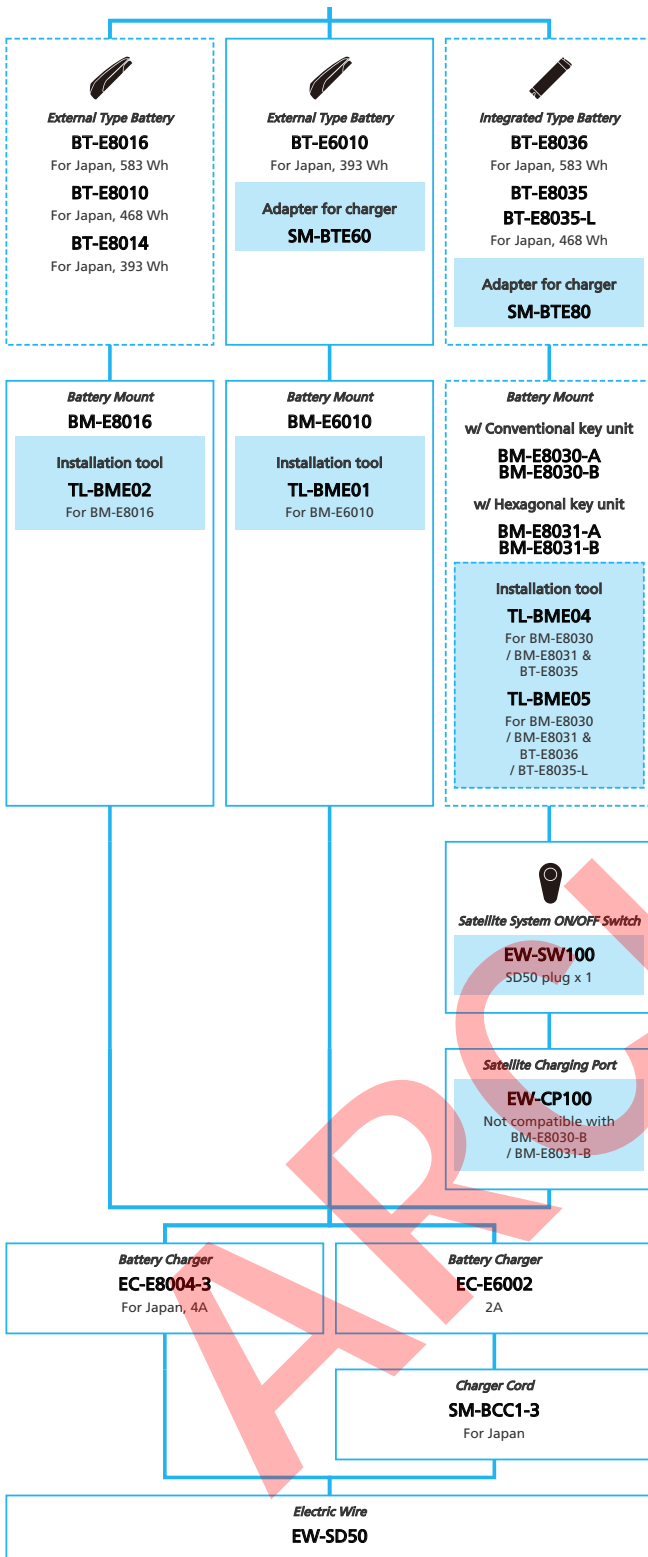 External Type Battery
BT-E8016
For Japan, 583 Wh
BT-E8010
For Japan, 468 Wh
BT-E8014
For Japan, 393 Wh
External Type Battery
BT-E6010
For Japan, 393 Wh
Adapter for charger
SM-BTE60
Integrated Type Battery
BT-E8036
For Japan, 583 Wh
BT-E8035
BT-E8035-L
For Japan, 468 Wh
Adapter for charger
SM-BTE80
Battery Mount
BM-E8016
Installation tool
TL-BME02
For BM-E8016
Battery Mount
BM-E6010
Installation tool
TL-BME01
For BM-E6010
Battery Mount
w/ Conventional key unit
BM-E8030-A
BM-E8030-B
w/ Hexagonal key unit
BM-E8031-A
BM-E8031-B
Installation tool
TL-BME04
For BM-E8030
/ BM-E8031 &
BT-E8035
TL-BME05
For BM-E8030
/ BM-E8031 &
BT-E8036
/ BT-E8035-L
Satellite System ON/OFF Switch
EW-SW100
SD50 plug x 1
Satellite Charging Port
EW-CP100
Not compatible with
BM-E8030-B
/ BM-E8031-B
Battery Charger
EC-E8004-3
For Japan, 4A
Battery Charger
EC-E6002
2A
Charger Cord
SM-BCC1-3
For Japan
Electric Wire
EW-SD50